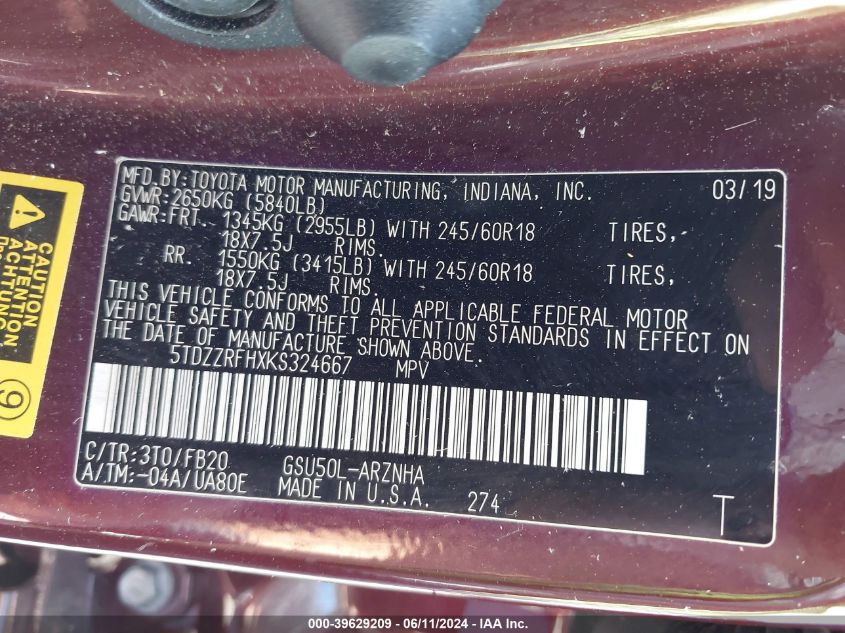 MFD.BY:TOYOTA MOTOR MANUFACTURING, INDIANA, INC. 03/19
GVWR:2650KG (5840LB)
GAWR:FRT. 1345KG (2955LB) WITH 245/60R18 TIRES,
18X7.5J RIMS.
RR. 1550KG (3415LB) WITH 245/60R18 TIRES,
18X7.5J RIMS.
THIS VEHICLE CONFORMS TO ALL APPLICABLE FEDERAL MOTOR
VEHICLE SAFETY AND THEFT PREVENTION STANDARDS IN EFFECT ON
THE DATE OF MANUFACTURE SHOWN ABOVE.
5TDZZRFHXKS324667 MPV
C/TR:3T0/FB20 GSU50L-ARZNHA
A/TM:-04A/UA80E MADE IN U.S.A. 274
T
CAUTION
ATTENTION
ACHTUNG
9
000-39629209 - 06/11/2024 - IAA Inc.